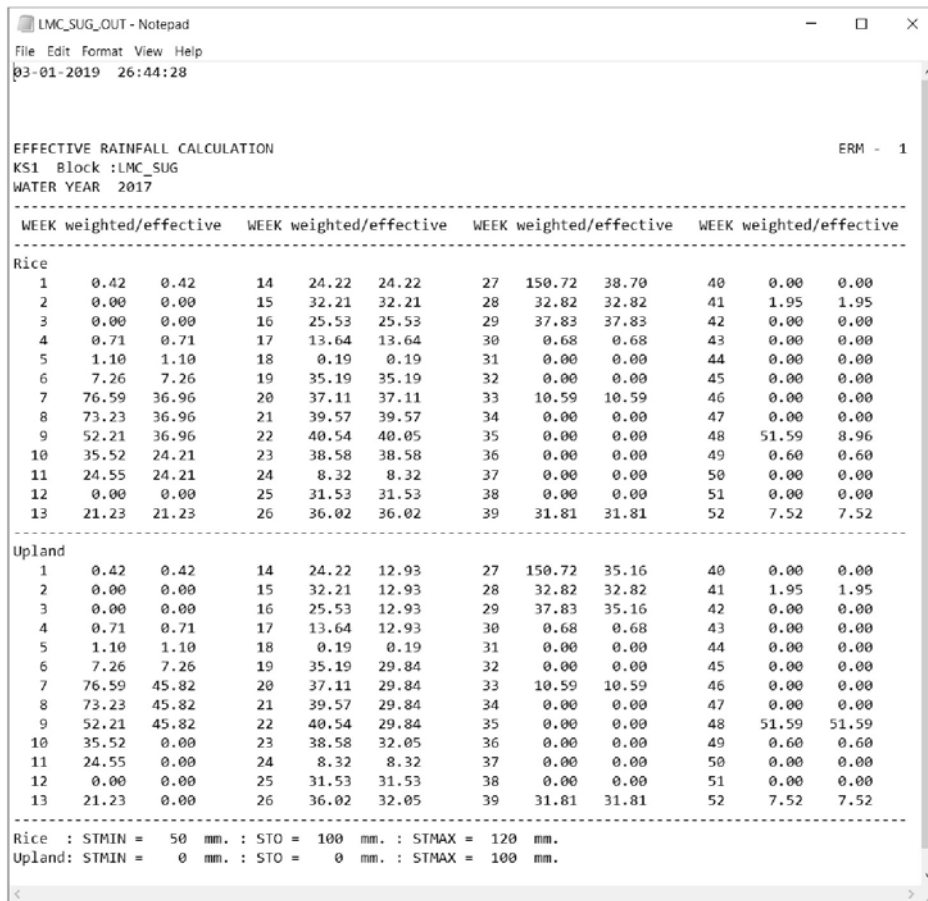 LMC_SUG_OUT - Notepad
File Edit Format View Help
03-01-2019 26:44:28
EFFECTIVE RAINFALL CALCULATION ERM - 1
KS1 Block :LMC_SUG
WATER YEAR 2017
WEEK weighted/effective WEEK weighted/effective WEEK weighted/effective WEEK weighted/effective
Rice
1 0.42 0.42 14 24.22 24.22 27 150.72 38.70 40 0.00 0.00
2 0.00 0.00 15 32.21 32.21 28 32.82 32.82 41 1.95 1.95
3 0.00 0.00 16 25.53 25.53 29 37.83 37.83 42 0.00 0.00
4 0.71 0.71 17 13.64 13.64 30 0.68 0.68 43 0.00 0.00
5 1.10 1.10 18 0.19 0.19 31 0.00 0.00 44 0.00 0.00
6 7.26 7.26 19 35.19 35.19 32 0.00 0.00 45 0.00 0.00
7 76.59 36.96 20 37.11 37.11 33 10.59 10.59 46 0.00 0.00
8 73.23 36.96 21 39.57 39.57 34 0.00 0.00 47 0.00 0.00
9 52.21 36.96 22 40.54 40.05 35 0.00 0.00 48 51.59 8.96
10 35.52 24.21 23 38.58 38.58 36 0.00 0.00 49 0.60 0.60
11 24.55 24.21 24 8.32 8.32 37 0.00 0.00 50 0.00 0.00
12 0.00 0.00 25 31.53 31.53 38 0.00 0.00 51 0.00 0.00
13 21.23 21.23 26 36.02 36.02 39 31.81 31.81 52 7.52 7.52
Upland
1 0.42 0.42 14 24.22 12.93 27 150.72 35.16 40 0.00 0.00
2 0.00 0.00 15 32.21 12.93 28 32.82 32.82 41 1.95 1.95
3 0.00 0.00 16 25.53 12.93 29 37.83 35.16 42 0.00 0.00
4 0.71 0.71 17 13.64 12.93 30 0.68 0.68 43 0.00 0.00
5 1.10 1.10 18 0.19 0.19 31 0.00 0.00 44 0.00 0.00
6 7.26 7.26 19 35.19 29.84 32 0.00 0.00 45 0.00 0.00
7 76.59 45.82 20 37.11 29.84 33 10.59 10.59 46 0.00 0.00
8 73.23 45.82 21 39.57 29.84 34 0.00 0.00 47 0.00 0.00
9 52.21 45.82 22 40.54 29.84 35 0.00 0.00 48 51.59 51.59
10 35.52 0.00 23 38.58 32.05 36 0.00 0.00 49 0.60 0.60
11 24.55 0.00 24 8.32 8.32 37 0.00 0.00 50 0.00 0.00
12 0.00 0.00 25 31.53 31.53 38 0.00 0.00 51 0.00 0.00
13 21.23 0.00 26 36.02 32.05 39 31.81 31.81 52 7.52 7.52
Rice : STMIN = 50 mm. : STO = 100 mm. : STMAX = 120 mm.
Upland: STMIN = 0 mm. : STO = 0 mm. : STMAX = 100 mm.